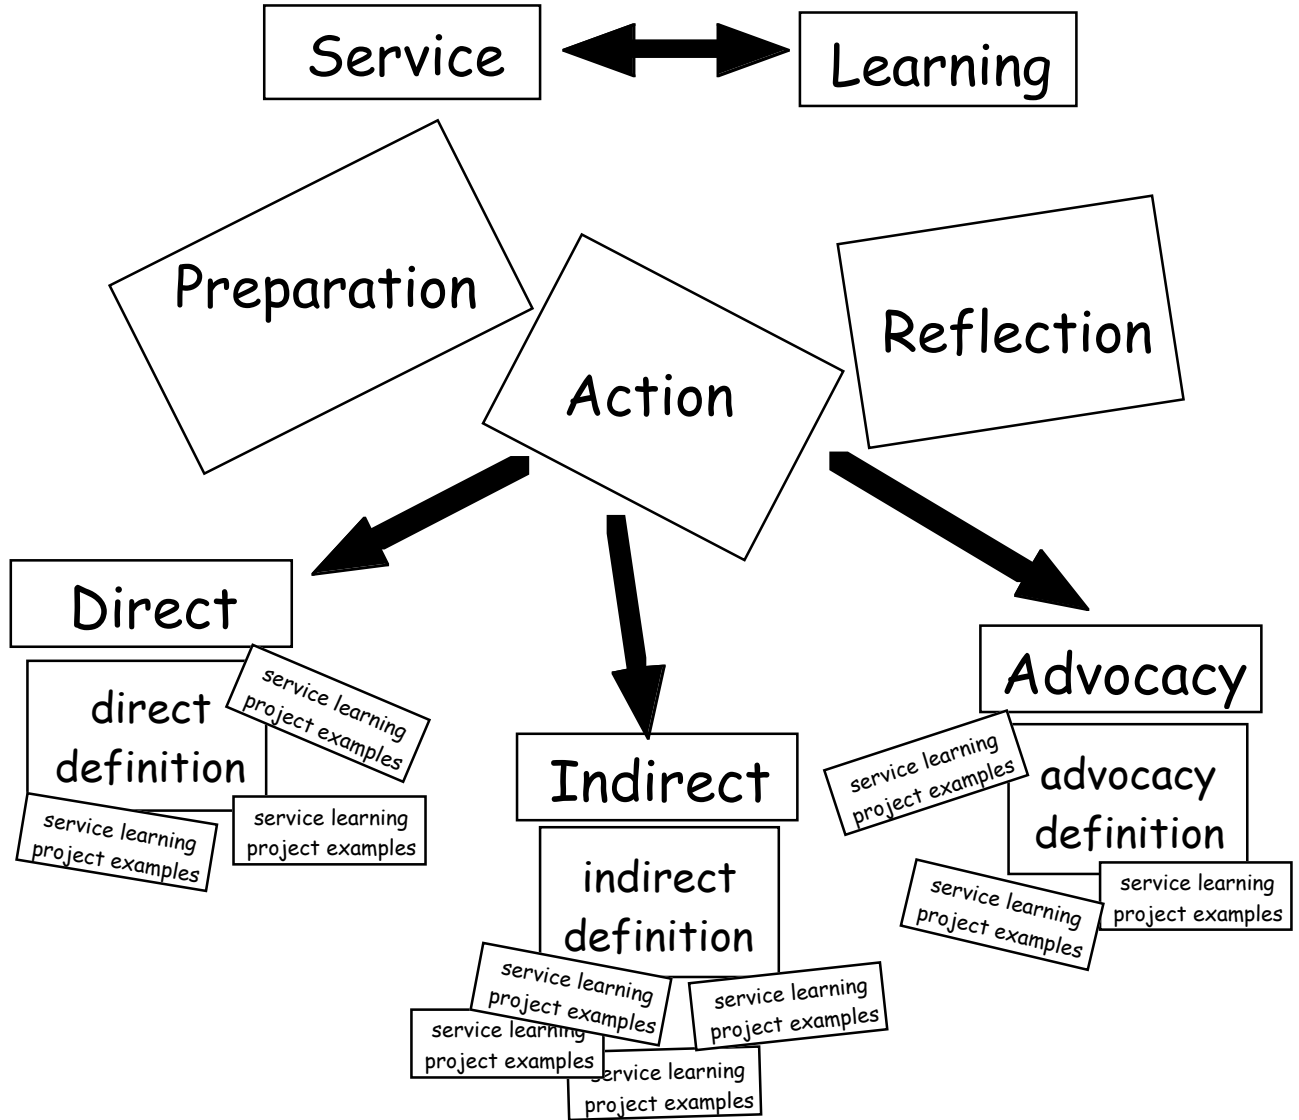 Service
Learning
Preparation
Action
Reflection
Direct
direct
definition
service learning
project examples
service learning
project examples
service learning
project examples
Indirect
indirect
definition
service learning
project examples
service learning
project examples
service learning
project examples
service learning
project examples
Advocacy
advocacy
definition
service learning
project examples
service learning
project examples
service learning
project examples